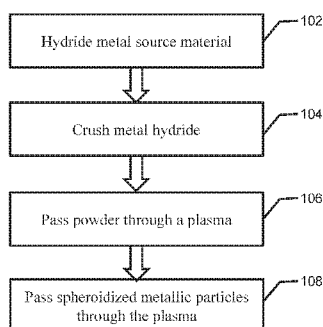 Hydride metal source material
102
Crush metal hydride
104
Pass powder through a plasma
106
Pass spheroidized metallic particles
through the plasma
108